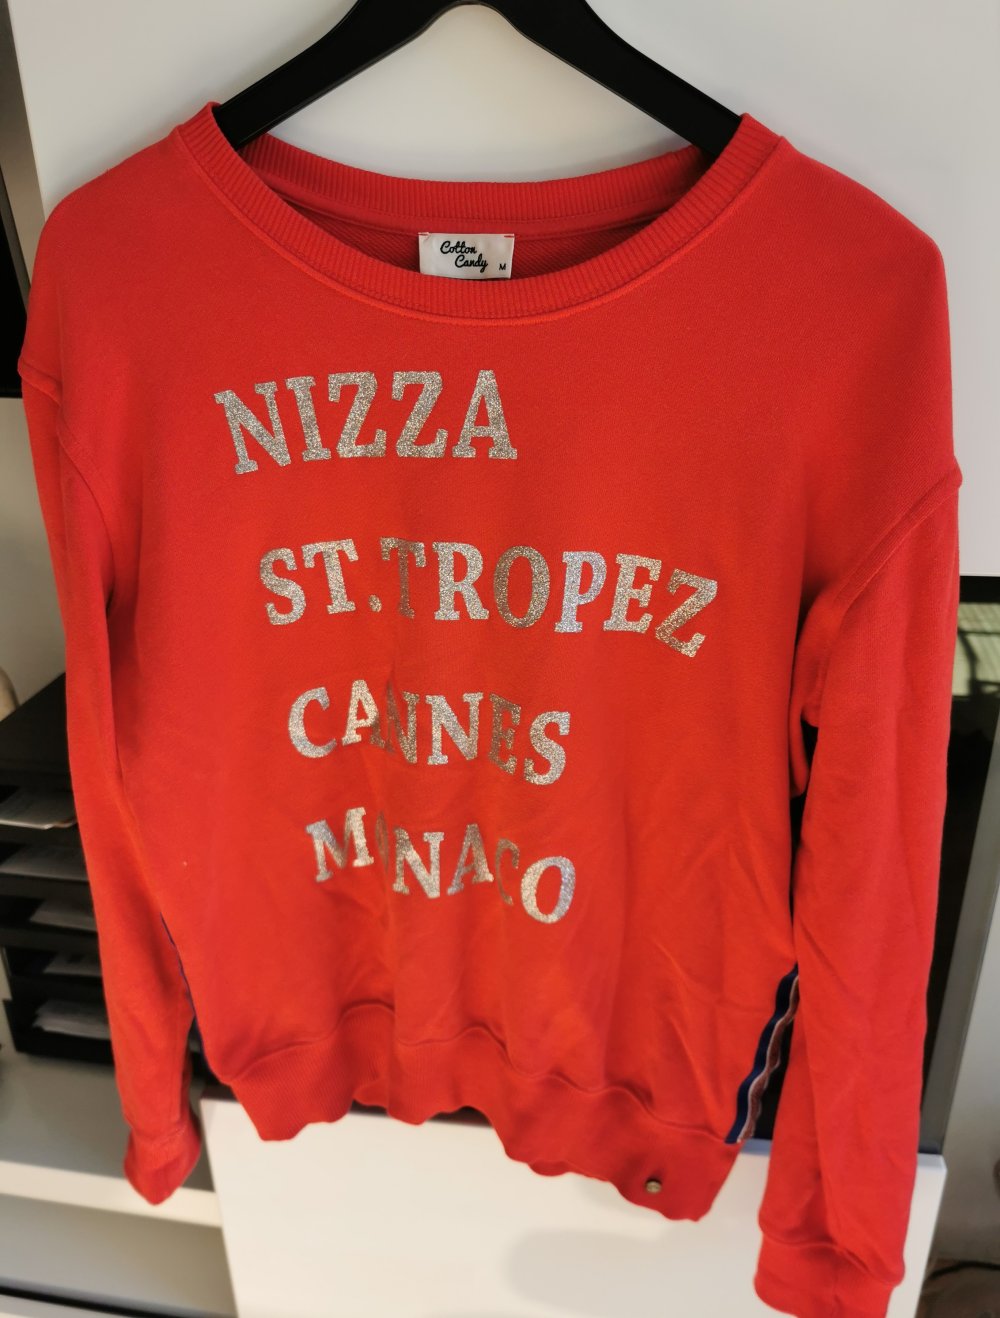 Cotton
Candy
M
NIZZA
ST.TROPEZ
CANNES
MONACO